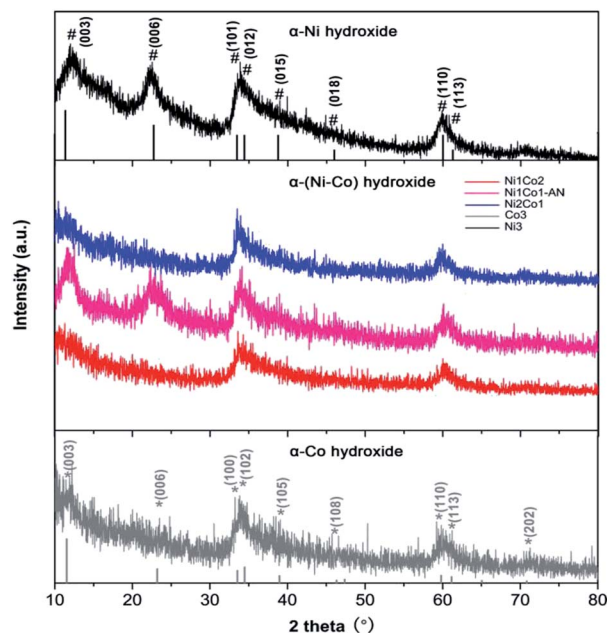 α-Ni hydroxide
# (003)
# (006)
# (101)
# (012)
# (015)
# (018)
# (110)
# (113)
α-(Ni-Co) hydroxide
Ni1Co2
Ni1Co1-AN
Ni2Co1
Co3
Ni3
Intensity (a.u.)
α-Co hydroxide
*(003)
*(006)
*(100)
*(102)
*(105)
*(108)
*(110)
*(113)
*(202)
10 20 30 40 50 60 70 80
2 theta (°)